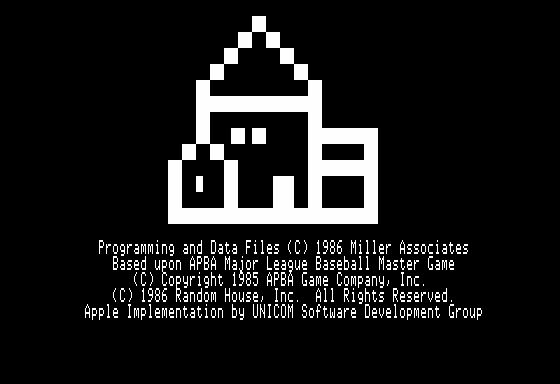 Programming and Data Files (C) 1986 Miller Associates
Based upon APBA Major League Baseball Master Game
(C) Copyright 1985 APBA Game Company, Inc.
(C) 1986 Random House, Inc.  All Rights Reserved.
Apple Implementation by UNICOM Software Development Group